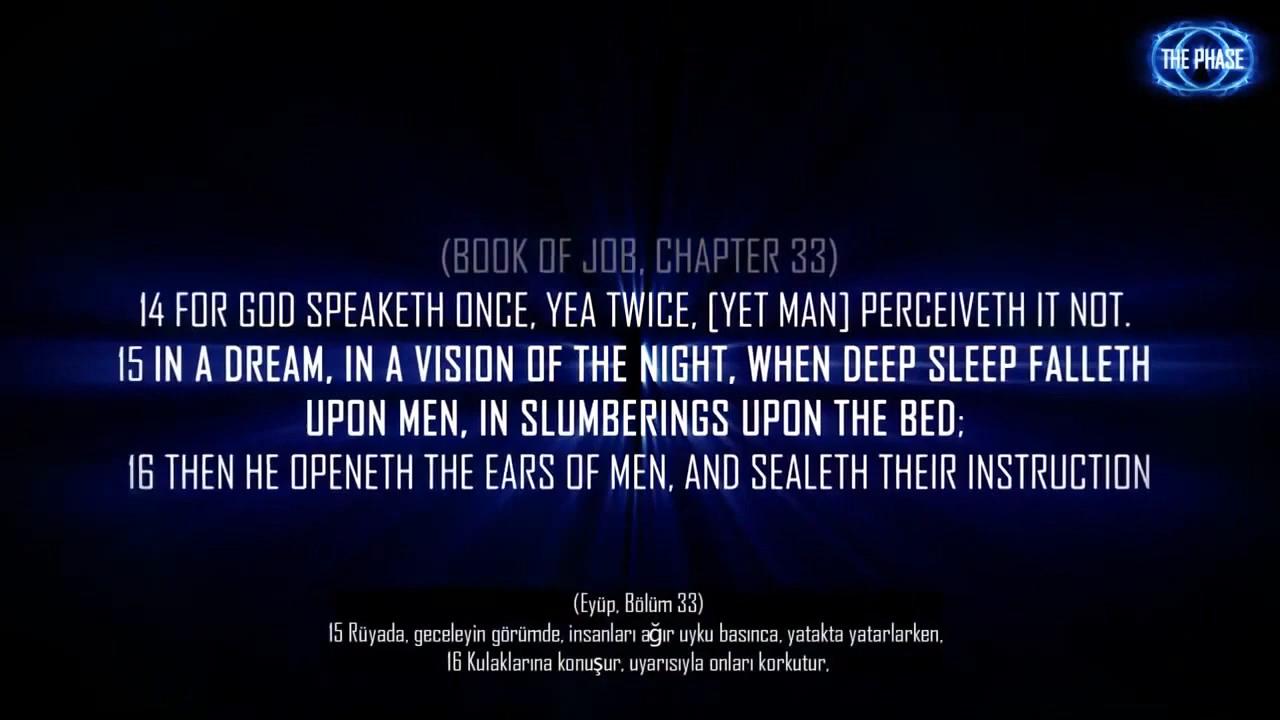 THE PHASE
(BOOK OF JOB, CHAPTER 33)
14 FOR GOD SPEAKETH ONCE, YEA TWICE, [YET MAN] PERCEIVETH IT NOT.
15 IN A DREAM, IN A VISION OF THE NIGHT, WHEN DEEP SLEEP FALLETH
UPON MEN, IN SLUMBERINGS UPON THE BED;
16 THEN HE OPENETH THE EARS OF MEN, AND SEALETH THEIR INSTRUCTION
(Eyüp, Bölüm 33)
15 Rüyada, geceleyin görümde, insanları ağır uyku basınca, yatakta yatarlarken,
16 Kulaklarına konuşur, uyarısıyla onları korkutur,